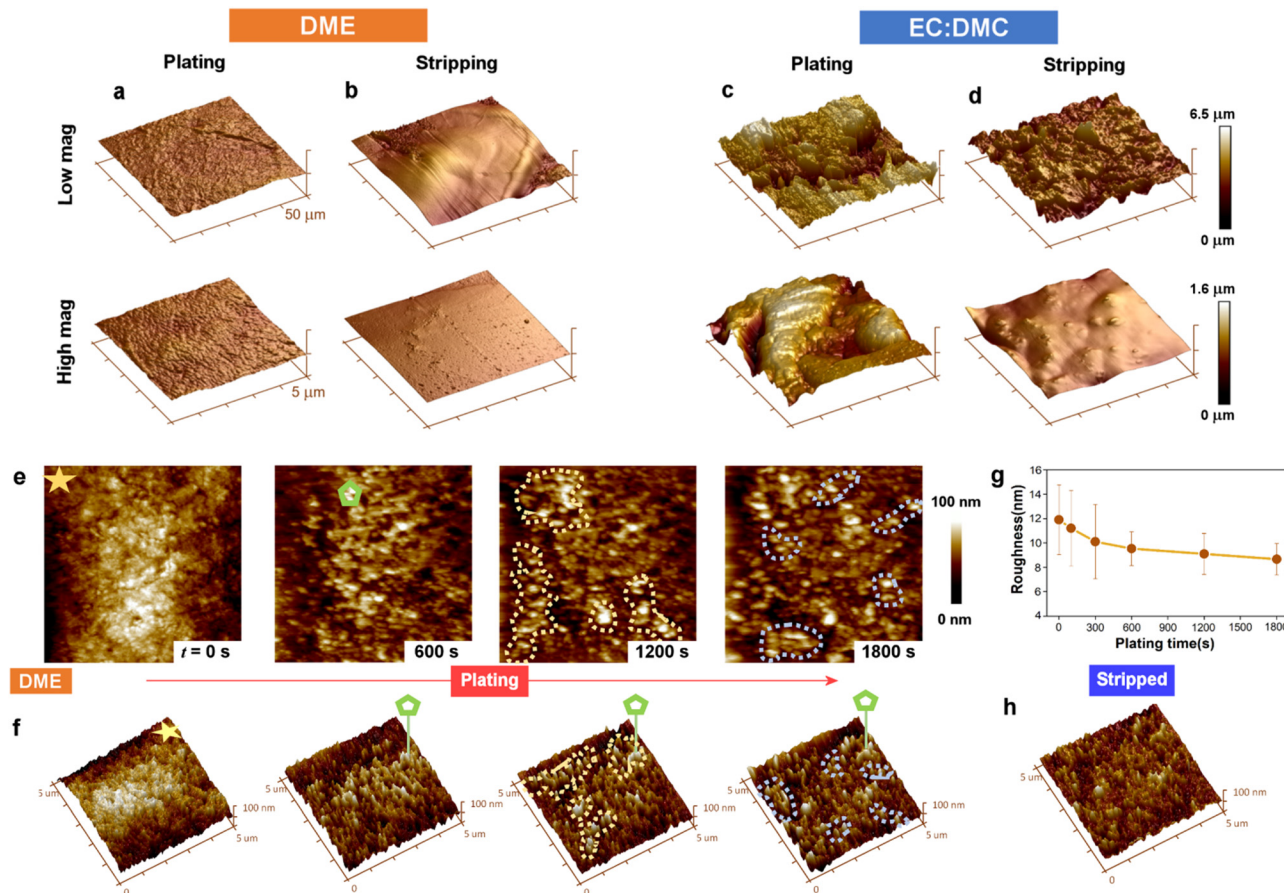 DME
EC:DMC
Plating
Stripping
Plating
Stripping
a
b
c
d
Low mag
50 μm
6.5 μm
0 μm
High mag
5 μm
1.6 μm
0 μm
e
t = 0 s
600 s
1200 s
1800 s
100 nm
0 nm
g
Roughness(nm)
16
14
12
10
8
6
4
0 300 600 900 1200 1500 1800
Plating time(s)
DME
Plating
Stripped
f
h
5 um
100 nm
5 um
0
5 um
100 nm
5 um
0
5 um
100 nm
5 um
0
5 um
100 nm
5 um
0
5 um
100 nm
5 um
0